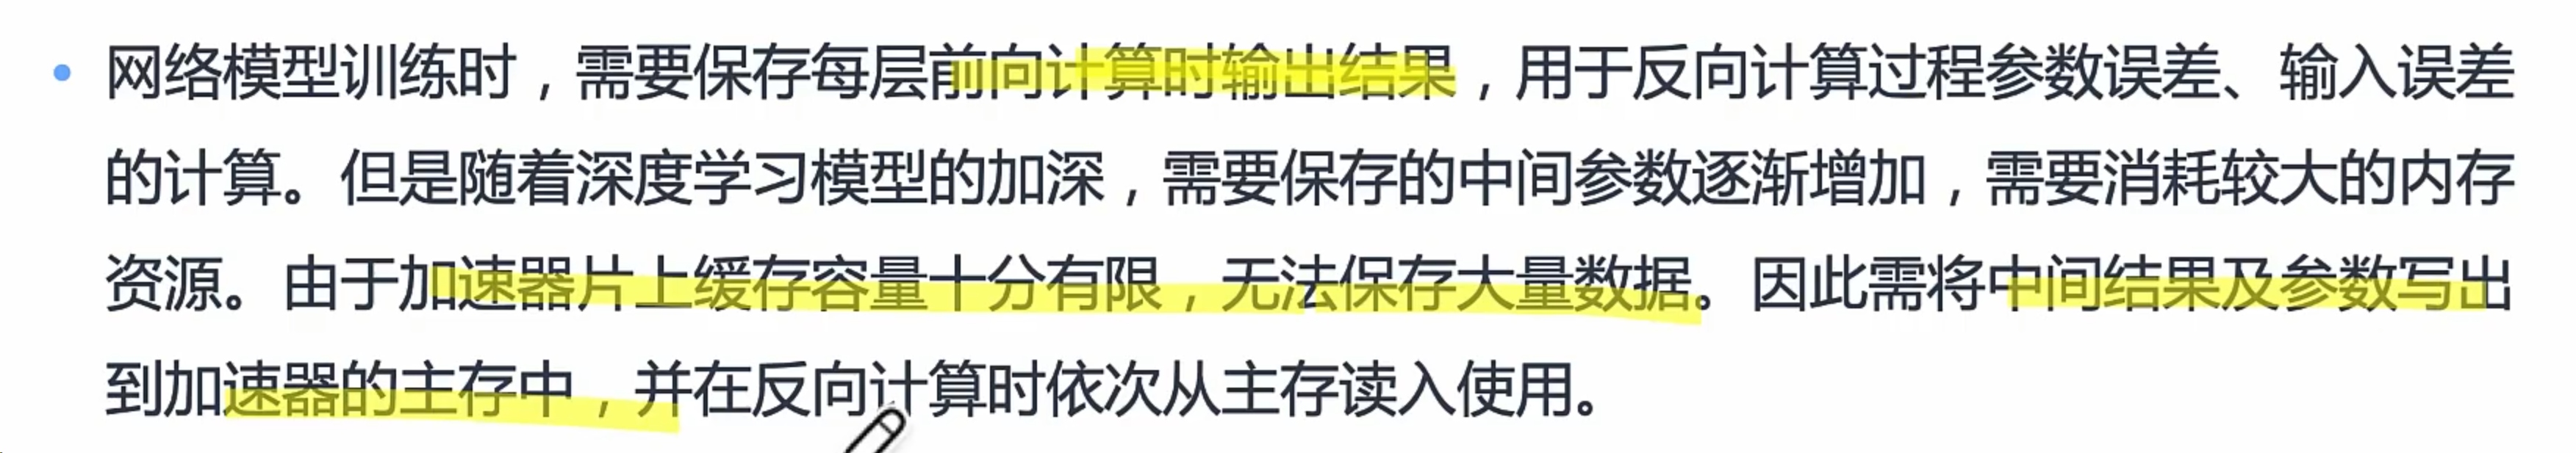 网络模型训练时，需要保存每层前向计算时输出结果，用于反向计算过程参数误差、输入误差
的计算。但是随着深度学习模型的加深，需要保存的中间参数逐渐增加，需要消耗较大的内存
资源。由于加速器片上缓存容量十分有限，无法保存大量数据。因此需将中间结果及参数写出
到加速器的主存中，并在反向计算时依次从主存读入使用。